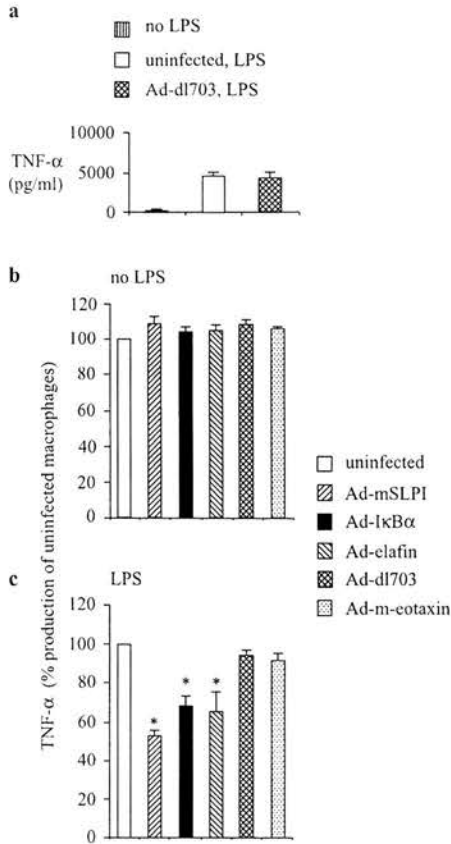 a
no LPS
uninfected, LPS
Ad-dl703, LPS
TNF-α
(pg/ml)
10000
5000
0
b
no LPS
120
100
80
60
40
20
0
TNF-α (% production of uninfected macrophages)
uninfected
Ad-mSLPI
Ad-IκBα
Ad-elafin
Ad-dl703
Ad-m-eotaxin
c
LPS
120
100
80
60
40
20
0
*
*
*